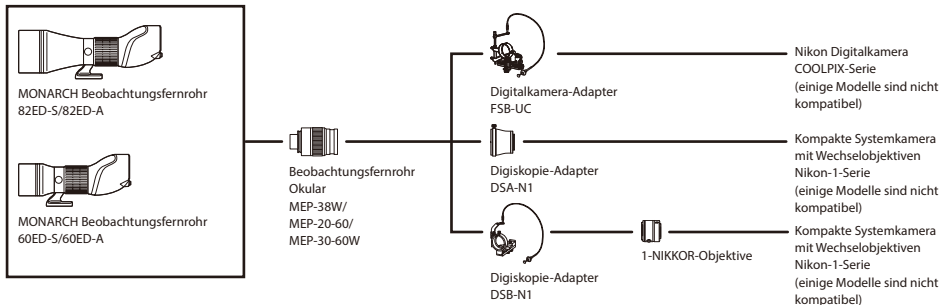 MONARCH Beobachtungsfernrohr
82ED-S/82ED-A
MONARCH Beobachtungsfernrohr
60ED-S/60ED-A
Beobachtungsfernrohr
Okular
MEP-38W/
MEP-20-60/
MEP-30-60W
Digitalkamera-Adapter
FSB-UC
Digiskopie-Adapter
DSA-N1
Digiskopie-Adapter
DSB-N1
1-NIKKOR-Objektive
Nikon Digitalkamera
COOLPIX-Serie
(einige Modelle sind nicht
kompatibel)
Kompakte Systemkamera
mit Wechselobjektiven
Nikon-1-Serie
(einige Modelle sind nicht
kompatibel)
Kompakte Systemkamera
mit Wechselobjektiven
Nikon-1-Serie
(einige Modelle sind nicht
kompatibel)